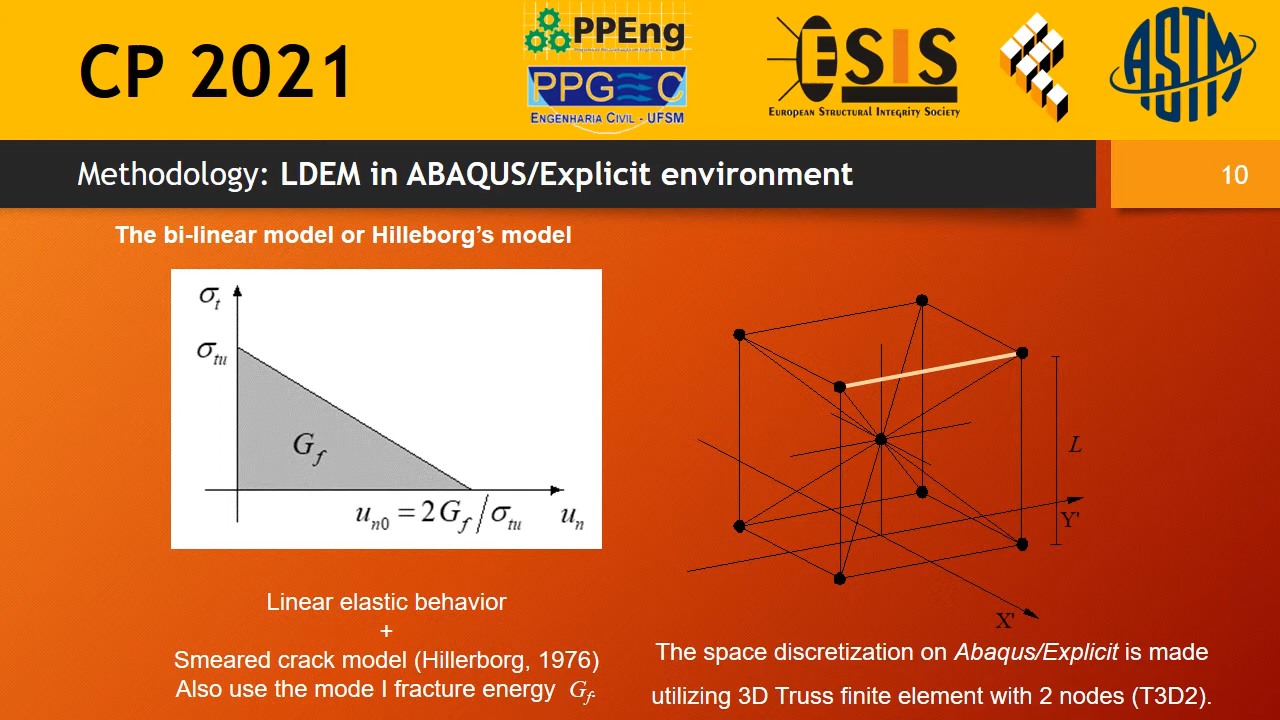 CP 2021
PPEng
PPG C
ENGENHARIA CIVIL - UFSM
ESIS
EUROPEAN STRUCTURAL INTEGRITY SOCIETY
ASTM
Methodology: LDEM in ABAQUS/Explicit environment
10
The bi-linear model or Hilleborg's model
σt
σtu
Gf
un0 = 2Gf/σtu
un
L
Y'
X'
Linear elastic behavior
+
Smeared crack model (Hillerborg, 1976)
Also use the mode I fracture energy Gf.
The space discretization on Abaqus/Explicit is made
utilizing 3D Truss finite element with 2 nodes (T3D2).